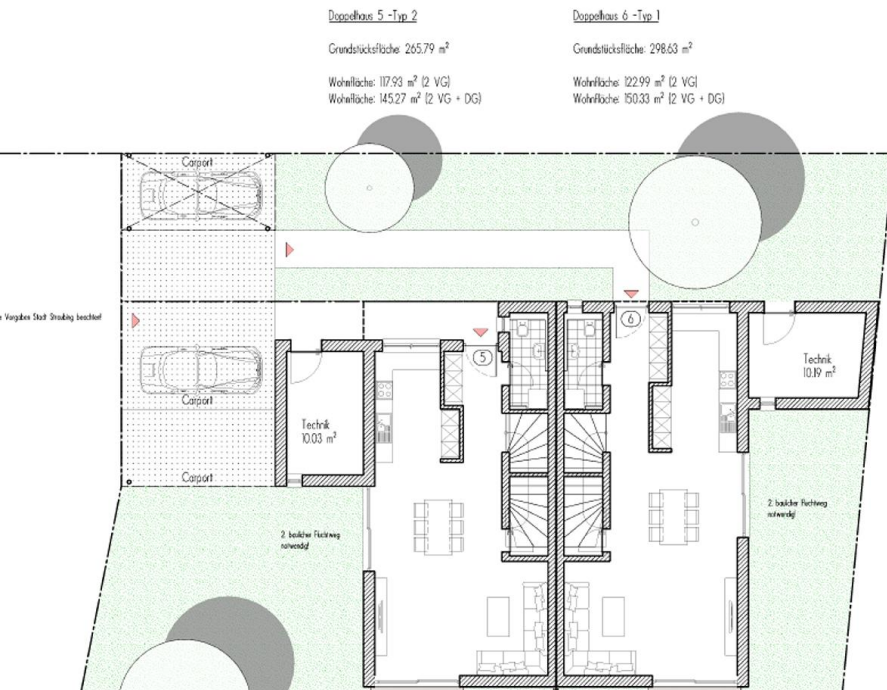 Doppelhaus 5 -Typ 2
Grundstücksfläche: 265.79 m²
Wohnfläche: 117.93 m² (2 VG)
Wohnfläche: 145.27 m² (2 VG + DG)
Doppelhaus 6 -Typ 1
Grundstücksfläche: 298.63 m²
Wohnfläche: 122.99 m² (2 VG)
Wohnfläche: 150.33 m² (2 VG + DG)
Carport
Vorgaben Stadt Straubing beachten!
6
5
Technik
10.19 m²
Carport
Technik
10.03 m²
Carport
2. baulicher Fluchtweg
notwendig!
2. baulicher Fluchtweg
notwendig!